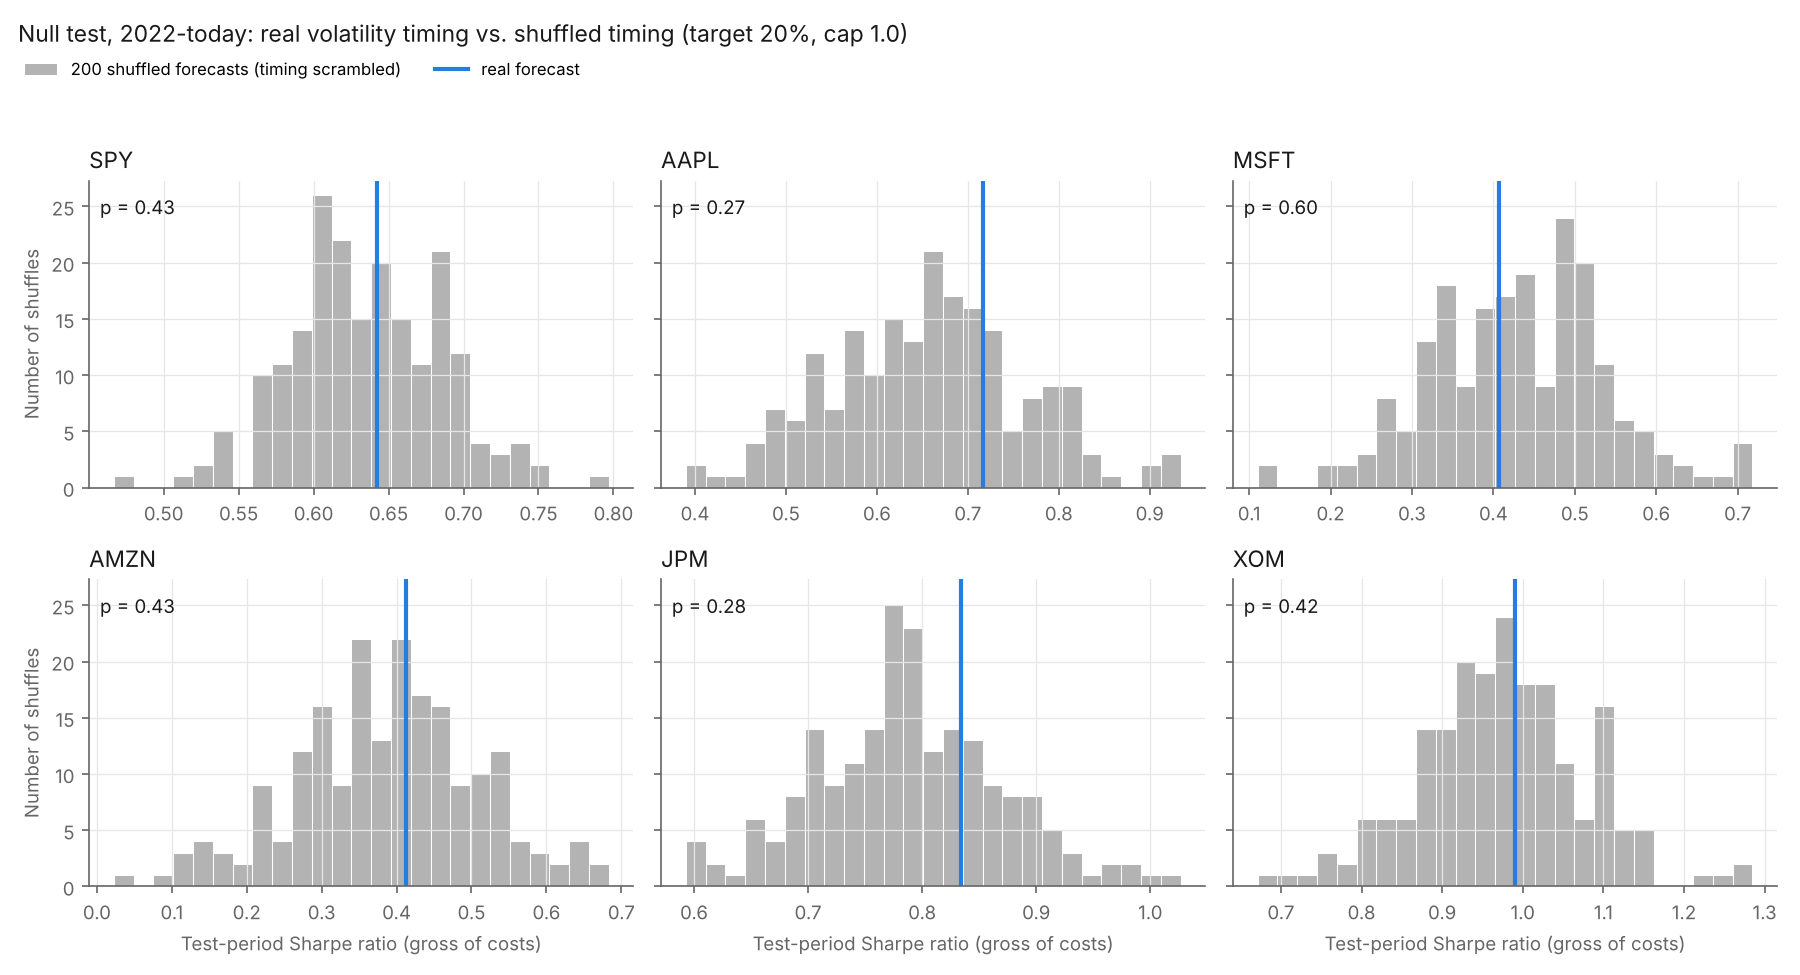 Null test, 2022-today: real volatility timing vs. shuffled timing (target 20%, cap 1.0)
200 shuffled forecasts (timing scrambled) real forecast
SPY
p = 0.43
Number of shuffles
25
20
15
10
5
0
0.50 0.55 0.60 0.65 0.70 0.75 0.80
AAPL
p = 0.27
0.4 0.5 0.6 0.7 0.8 0.9
MSFT
p = 0.60
0.1 0.2 0.3 0.4 0.5 0.6 0.7
AMZN
p = 0.43
Number of shuffles
25
20
15
10
5
0
0.0 0.1 0.2 0.3 0.4 0.5 0.6 0.7
Test-period Sharpe ratio (gross of costs)
JPM
p = 0.28
0.6 0.7 0.8 0.9 1.0
Test-period Sharpe ratio (gross of costs)
XOM
p = 0.42
0.7 0.8 0.9 1.0 1.1 1.2 1.3
Test-period Sharpe ratio (gross of costs)